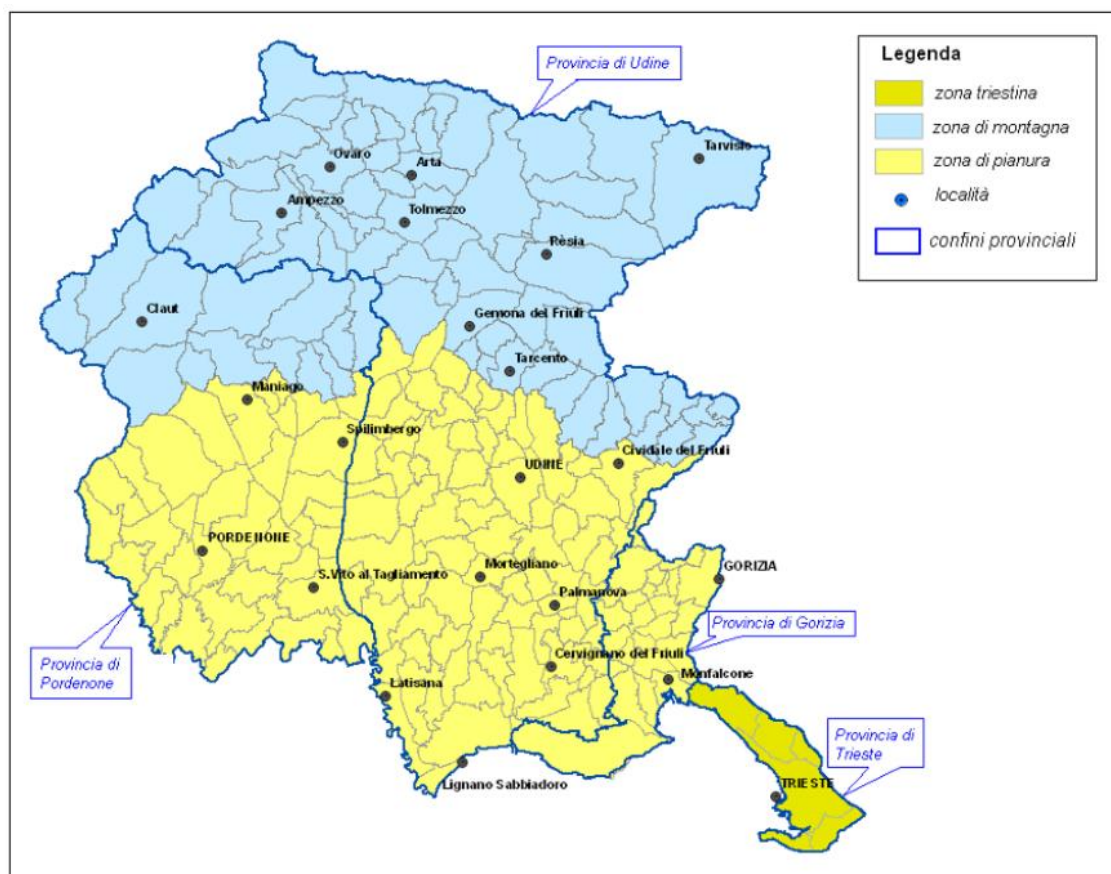 Legenda
zona triestina
zona di montagna
zona di pianura
località
confini provinciali
Provincia di Udine
Tarvisio
Ovaro
Arta
Ampezzo
Tolmezzo
Rèsia
Claut
Gemona del Friuli
Tarcento
Maniago
Spilimbergo
Cividale del Friuli
UDINE
PORDENONE
S.Vito al Tagliamento
Mortegliano
GORIZIA
Palmanova
Provincia di Gorizia
Provincia di
Pordenone
Cervignano del Friuli
Monfalcone
Latisana
Provincia di
Trieste
Lignano Sabbiadoro
TRIESTE